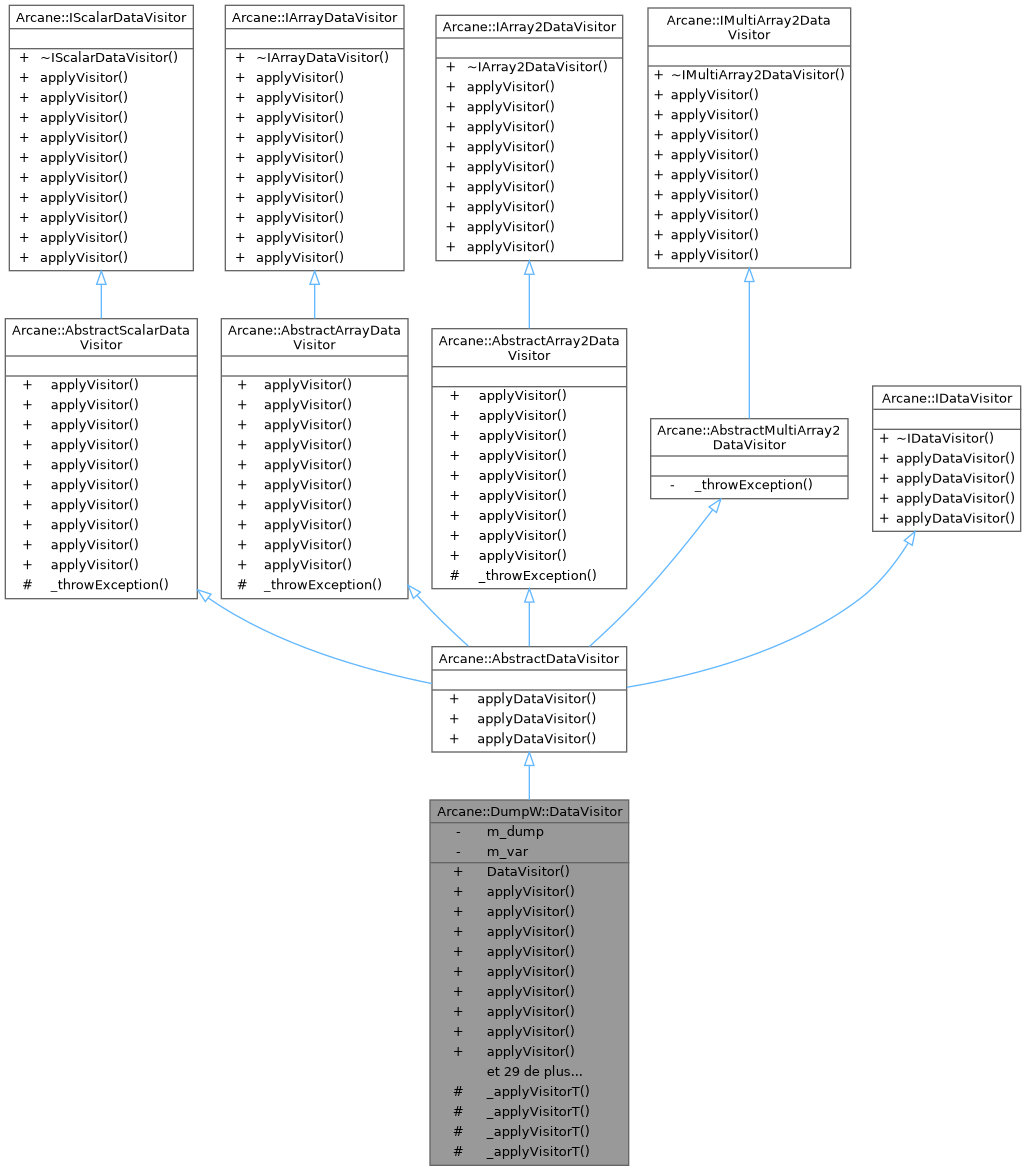 Arcane::IScalarDataVisitor
+ ~IScalarDataVisitor()
+ applyVisitor()
+ applyVisitor()
+ applyVisitor()
+ applyVisitor()
+ applyVisitor()
+ applyVisitor()
+ applyVisitor()
+ applyVisitor()
+ applyVisitor()
+ applyVisitor()
Arcane::IArrayDataVisitor
+ ~IArrayDataVisitor()
+ applyVisitor()
+ applyVisitor()
+ applyVisitor()
+ applyVisitor()
+ applyVisitor()
+ applyVisitor()
+ applyVisitor()
+ applyVisitor()
+ applyVisitor()
+ applyVisitor()
Arcane::IArray2DataVisitor
+ ~IArray2DataVisitor()
+ applyVisitor()
+ applyVisitor()
+ applyVisitor()
+ applyVisitor()
+ applyVisitor()
+ applyVisitor()
+ applyVisitor()
+ applyVisitor()
+ applyVisitor()
Arcane::IMultiArray2Data
Visitor
+ ~IMultiArray2DataVisitor()
+ applyVisitor()
+ applyVisitor()
+ applyVisitor()
+ applyVisitor()
+ applyVisitor()
+ applyVisitor()
+ applyVisitor()
+ applyVisitor()
+ applyVisitor()
Arcane::AbstractScalarData
Visitor
+ applyVisitor()
+ applyVisitor()
+ applyVisitor()
+ applyVisitor()
+ applyVisitor()
+ applyVisitor()
+ applyVisitor()
+ applyVisitor()
+ applyVisitor()
+ applyVisitor()
# _throwException()
Arcane::AbstractArrayData
Visitor
+ applyVisitor()
+ applyVisitor()
+ applyVisitor()
+ applyVisitor()
+ applyVisitor()
+ applyVisitor()
+ applyVisitor()
+ applyVisitor()
+ applyVisitor()
+ applyVisitor()
# _throwException()
Arcane::AbstractArray2Data
Visitor
+ applyVisitor()
+ applyVisitor()
+ applyVisitor()
+ applyVisitor()
+ applyVisitor()
+ applyVisitor()
+ applyVisitor()
+ applyVisitor()
+ applyVisitor()
# _throwException()
Arcane::AbstractMultiArray2
DataVisitor
- _throwException()
Arcane::IDataVisitor
+ ~IDataVisitor()
+ applyDataVisitor()
+ applyDataVisitor()
+ applyDataVisitor()
+ applyDataVisitor()
Arcane::AbstractDataVisitor
+ applyDataVisitor()
+ applyDataVisitor()
+ applyDataVisitor()
Arcane::DumpW::DataVisitor
- m_dump
- m_var
+ DataVisitor()
+ applyVisitor()
+ applyVisitor()
+ applyVisitor()
+ applyVisitor()
+ applyVisitor()
+ applyVisitor()
+ applyVisitor()
+ applyVisitor()
+ applyVisitor()
et 29 de plus...
# _applyVisitorT()
# _applyVisitorT()
# _applyVisitorT()
# _applyVisitorT()